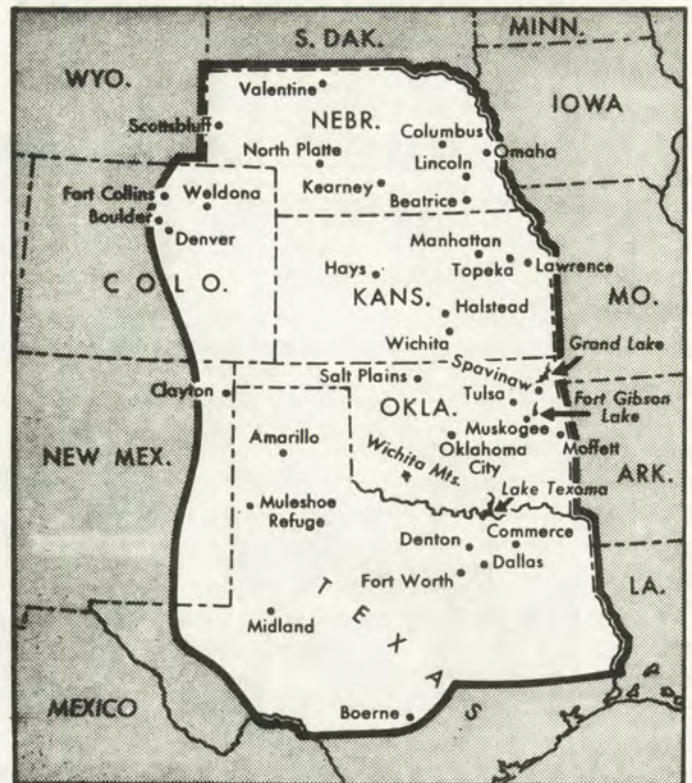 S. DAK.
MINN.
WYO.
IOWA
Valentine
NEBR.
Scottsbluff
Columbus
Omaha
North Platte
Lincoln
Kearney
Beatrice
Fort Collins
Weldona
Boulder
Denver
COLO.
Manhattan
Hays
Topeka
Lawrence
KANS.
MO.
Halstead
Wichita
Grand Lake
Salt Plains
Spavinaw
Clayton
Tulsa
Fort Gibson
Lake
OKLA.
Muskogee
Amarillo
Oklahoma
City
Moffett
NEW MEX.
Wichita Mts.
ARK.
Lake Texoma
Muleshoe
Refuge
Commerce
Denton
Dallas
Fort Worth
LA.
TEXAS
Midland
MEXICO
Boerne